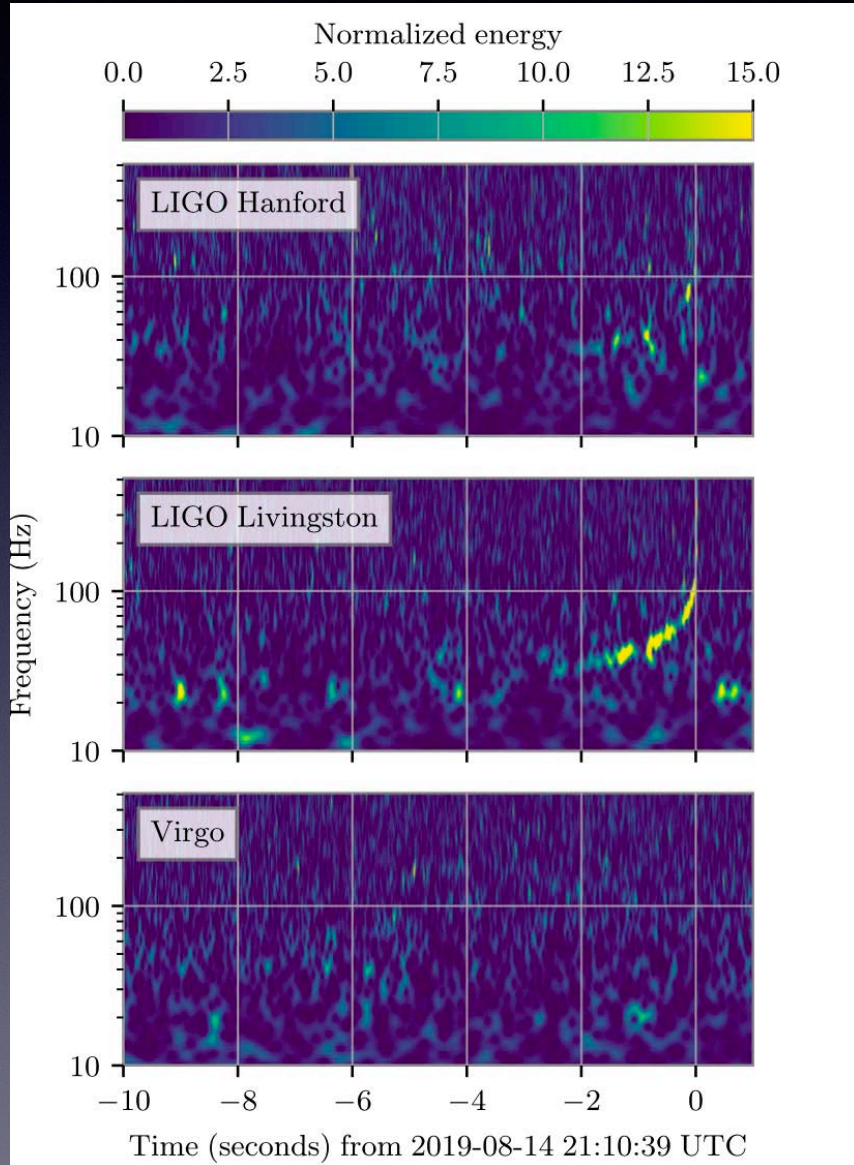 Normalized energy
0.0 2.5 5.0 7.5 10.0 12.5 15.0
LIGO Hanford
100
10
LIGO Livingston
100
10
Frequency (Hz)
Virgo
100
10
−10 −8 −6 −4 −2 0
Time (seconds) from 2019-08-14 21:10:39 UTC